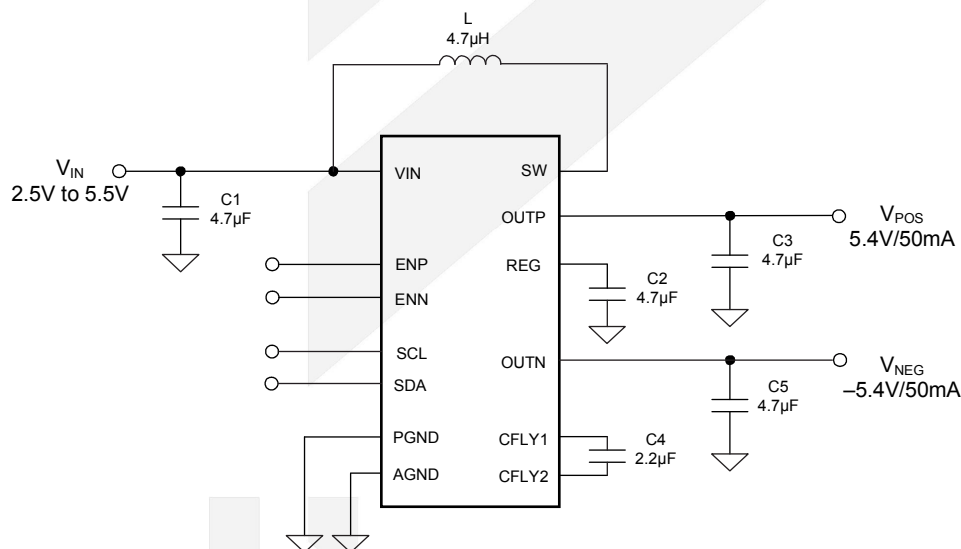 L
4.7µH
VIN
2.5V to 5.5V
C1
4.7µF
VIN
SW
OUTP
VPOS
5.4V/50mA
C3
4.7µF
ENP
REG
C2
4.7µF
ENN
SCL
OUTN
VNEG
–5.4V/50mA
SDA
C5
4.7µF
PGND
CFLY1
C4
2.2µF
AGND
CFLY2